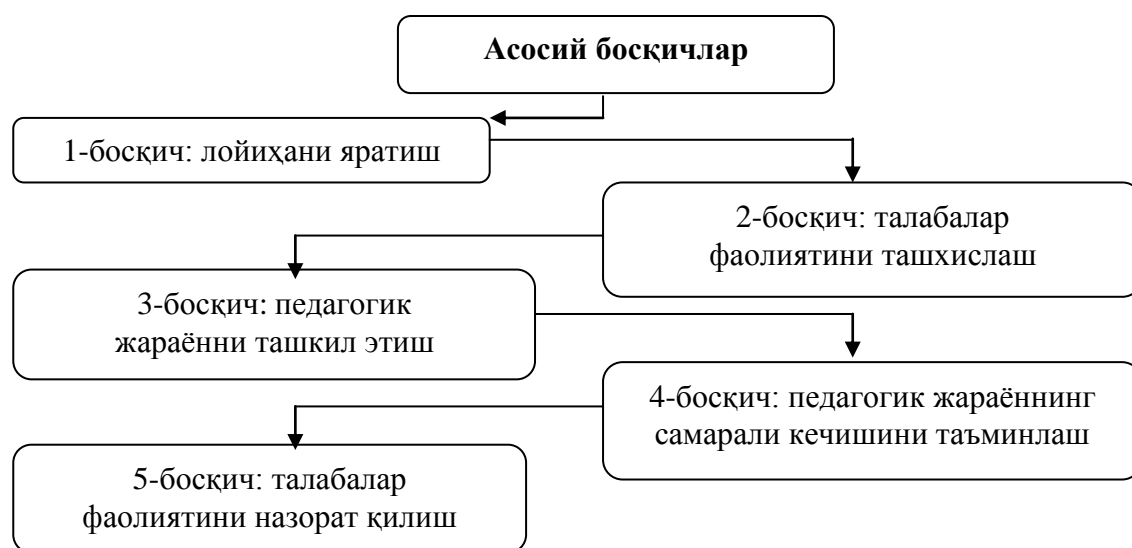 Асосий босқичлар
1-босқич: лойиҳани яратиш
2-босқич: талабалар
фаолиятини ташхислаш
3-босқич: педагогик
жараённи ташкил этиш
4-босқич: педагогик жараённинг
самарали кечишини таъминлаш
5-босқич: талабалар
фаолиятини назорат қилиш